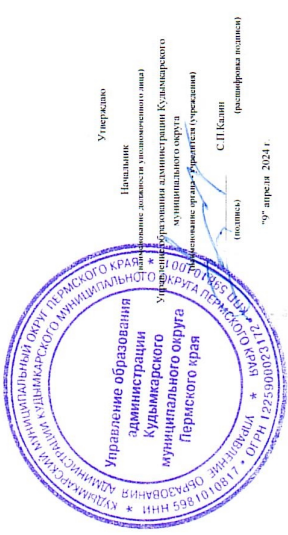 Утверждаю
Начальник
(наименование должности уполномоченного лица)
Управление образования администрации Кудымкарского
муниципального округа
(наименование органа - учредителя (учреждения)
С.П.Калин
(подпись) (расшифровка подписи)
"9" апреля 2024 г.
КУДЫМКАРСКИЙ МУНИЦИПАЛЬНЫЙ ОКРУГ ПЕРМСКОГО КРАЯ *
УПРАВЛЕНИЕ ОБРАЗОВАНИЯ АДМИНИСТРАЦИИ КУДЫМКАРСКОГО МУНИЦИПАЛЬНОГО ОКРУГА ПЕРМСКОГО КРАЯ
* ИНН 5981010817 * ОГРН 1225900022172 *
Управление образования
администрации
Кудымкарского
муниципального округа
Пермского края